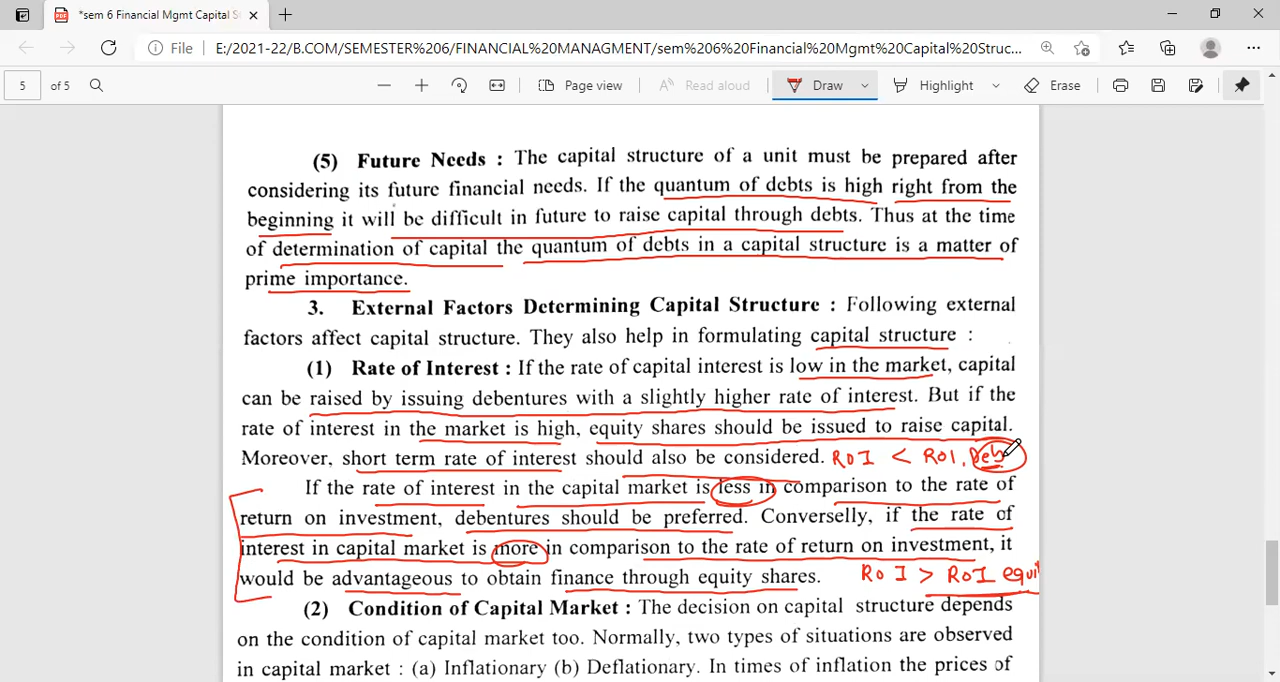 *sem 6 Financial Mgmt Capital S
File E:/2021-22/B.COM/SEMESTER%206/FINANCIAL%20MANAGMENT/sem%206%20Financial%20Mgmt%20Capital%20Struc...
5 of 5 Page view Read aloud Draw Highlight Erase
(5) Future Needs : The capital structure of a unit must be prepared after
considering its future financial needs. If the quantum of debts is high right from the
beginning it will be difficult in future to raise capital through debts. Thus at the time
of determination of capital the quantum of debts in a capital structure is a matter of
prime importance.
3. External Factors Determining Capital Structure : Following external
factors affect capital structure. They also help in formulating capital structure :
(1) Rate of Interest : If the rate of capital interest is low in the market, capital
can be raised by issuing debentures with a slightly higher rate of interest. But if the
rate of interest in the market is high, equity shares should be issued to raise capital.
Moreover, short term rate of interest should also be considered. RoI < ROI. Deb
If the rate of interest in the capital market is less in comparison to the rate of
return on investment, debentures should be preferred. Conversely, if the rate of
interest in capital market is more in comparison to the rate of return on investment, it
would be advantageous to obtain finance through equity shares. RoI > RoI equi
(2) Condition of Capital Market : The decision on capital structure depends
on the condition of capital market too. Normally, two types of situations are observed
in capital market : (a) Inflationary (b) Deflationary. In times of inflation the prices of